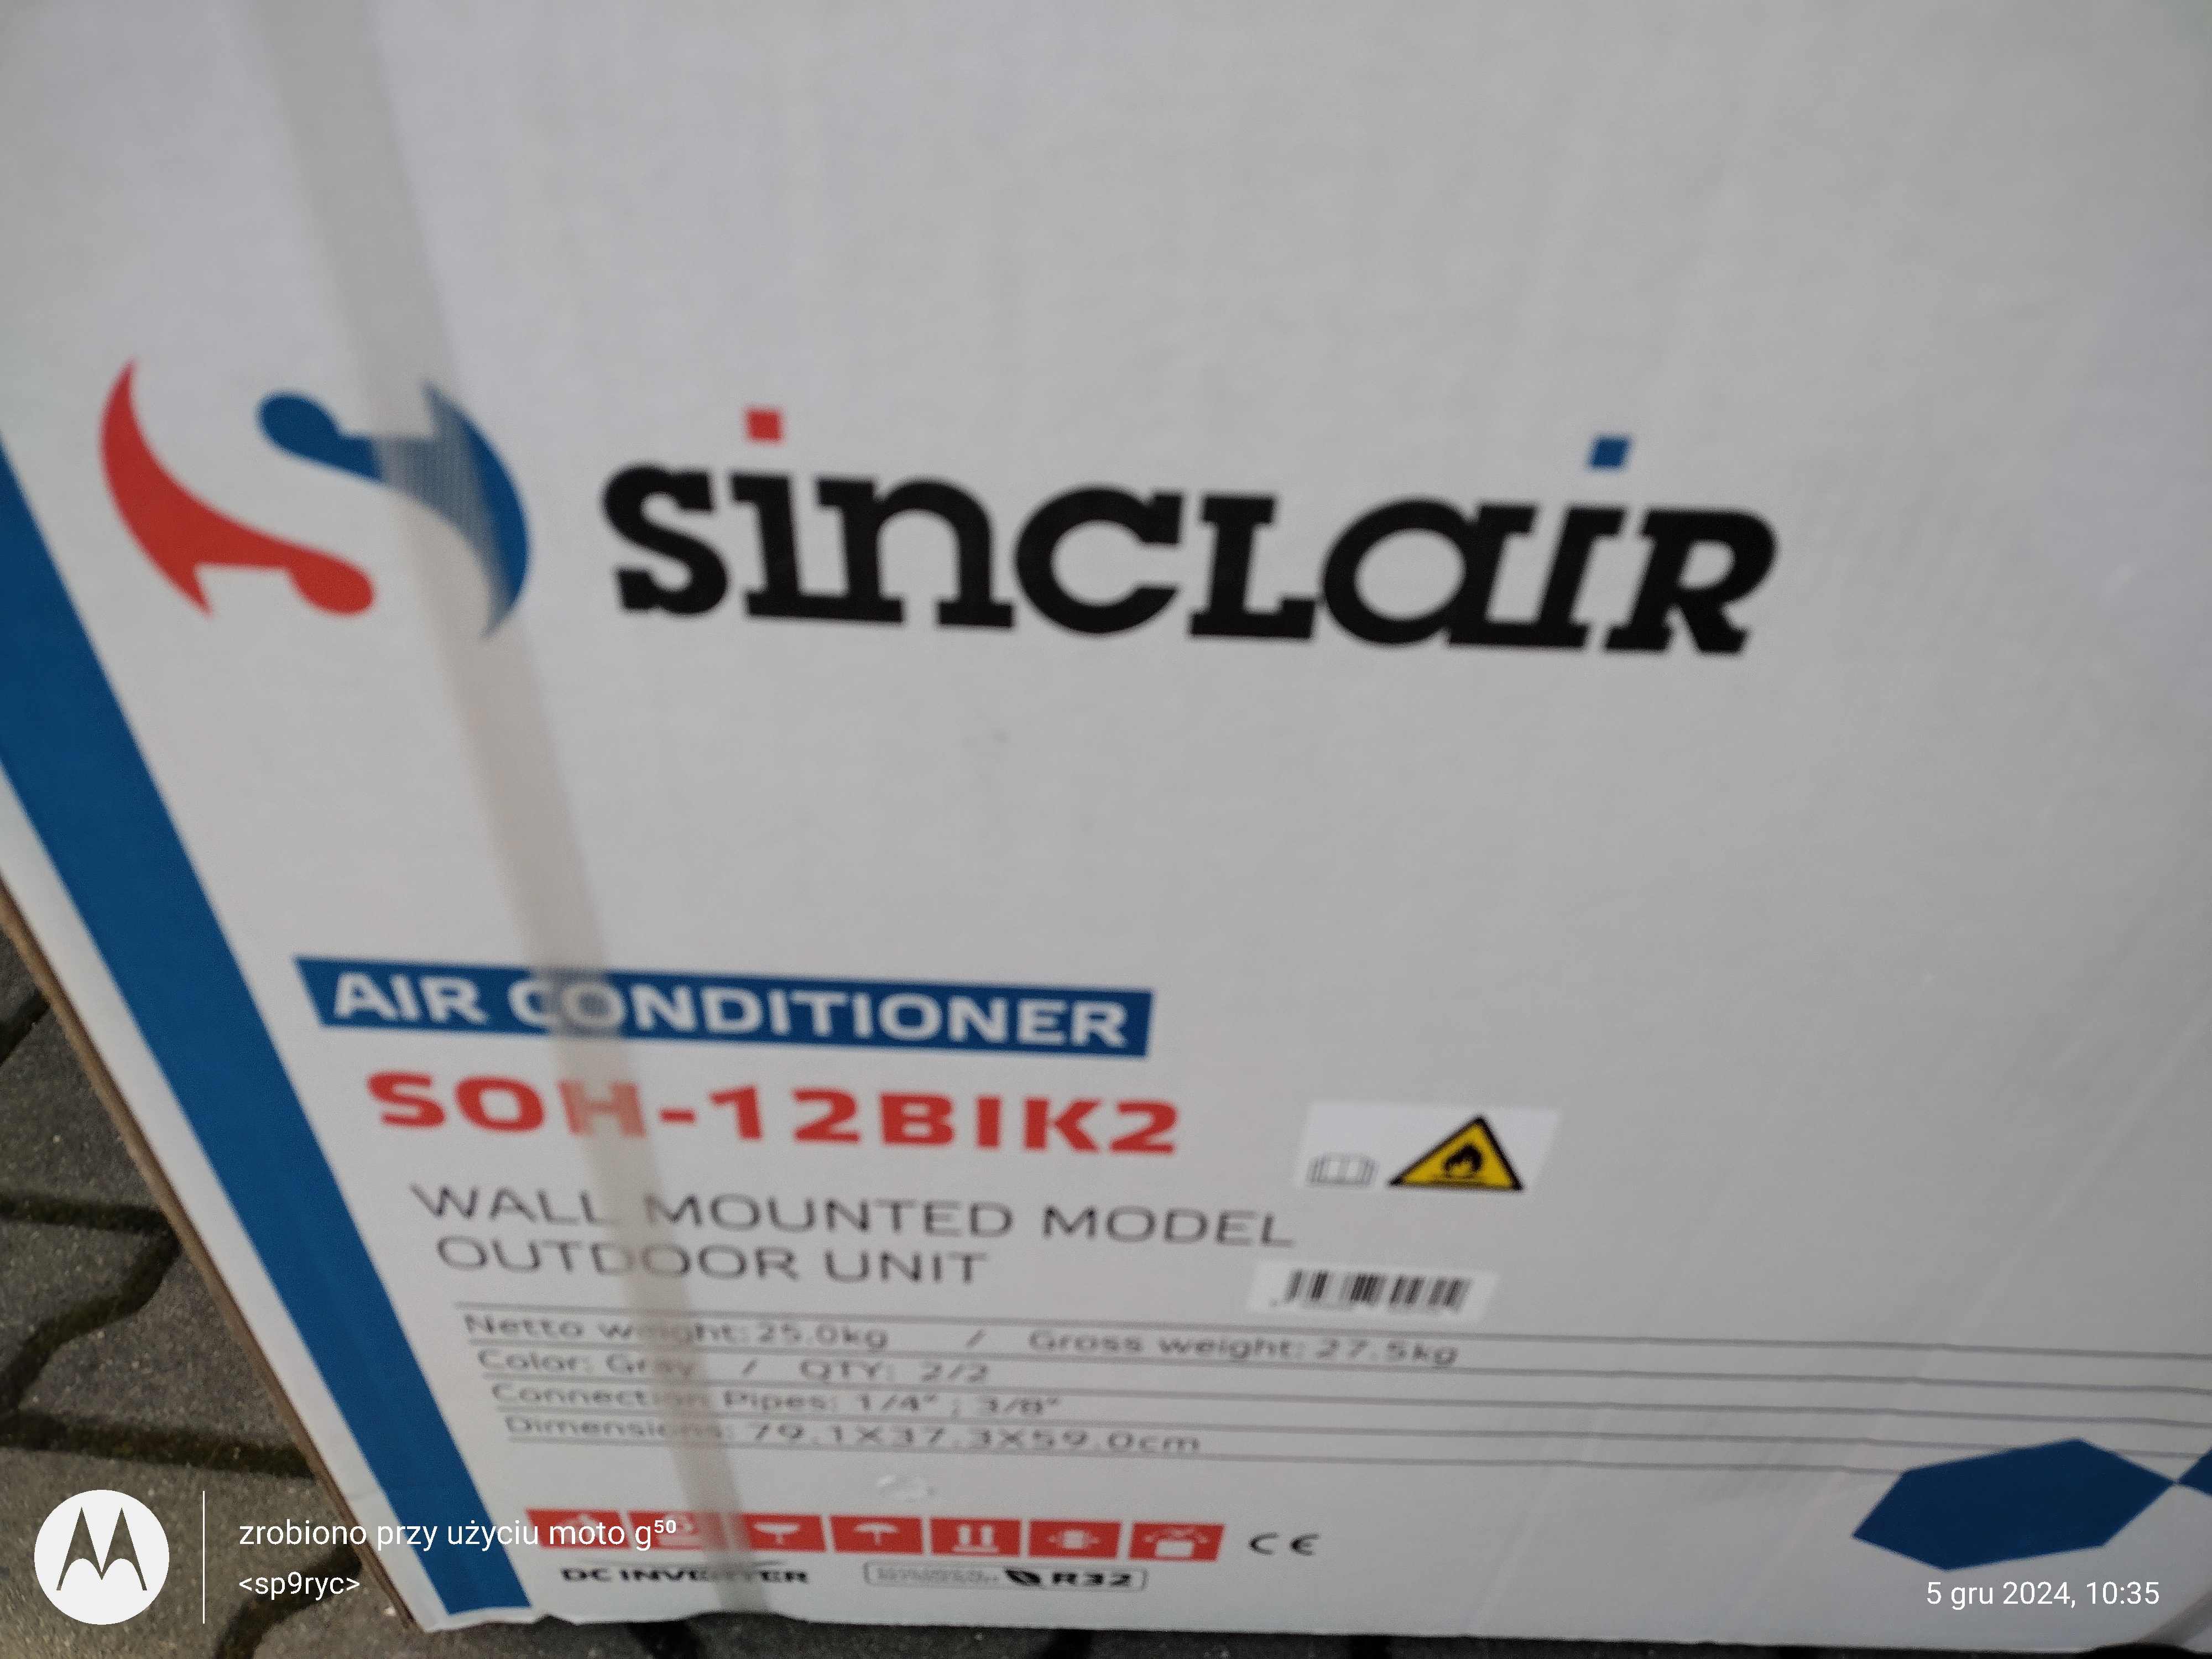 sinclair
AIR CONDITIONER
SOH-12BIK2
WALL MOUNTED MODEL
OUTDOOR UNIT
Netto weight: 25.0kg / Gross weight: 27.5kg
Color: Gray / QTY: 2/2
Connection Pipes: 1/4" ; 3/8"
Dimensions: 79.1X37.3X59.0cm
CE
DC INVERTER
R32
zrobiono przy użyciu moto g⁵⁰
<sp9ryc>
5 gru 2024, 10:35